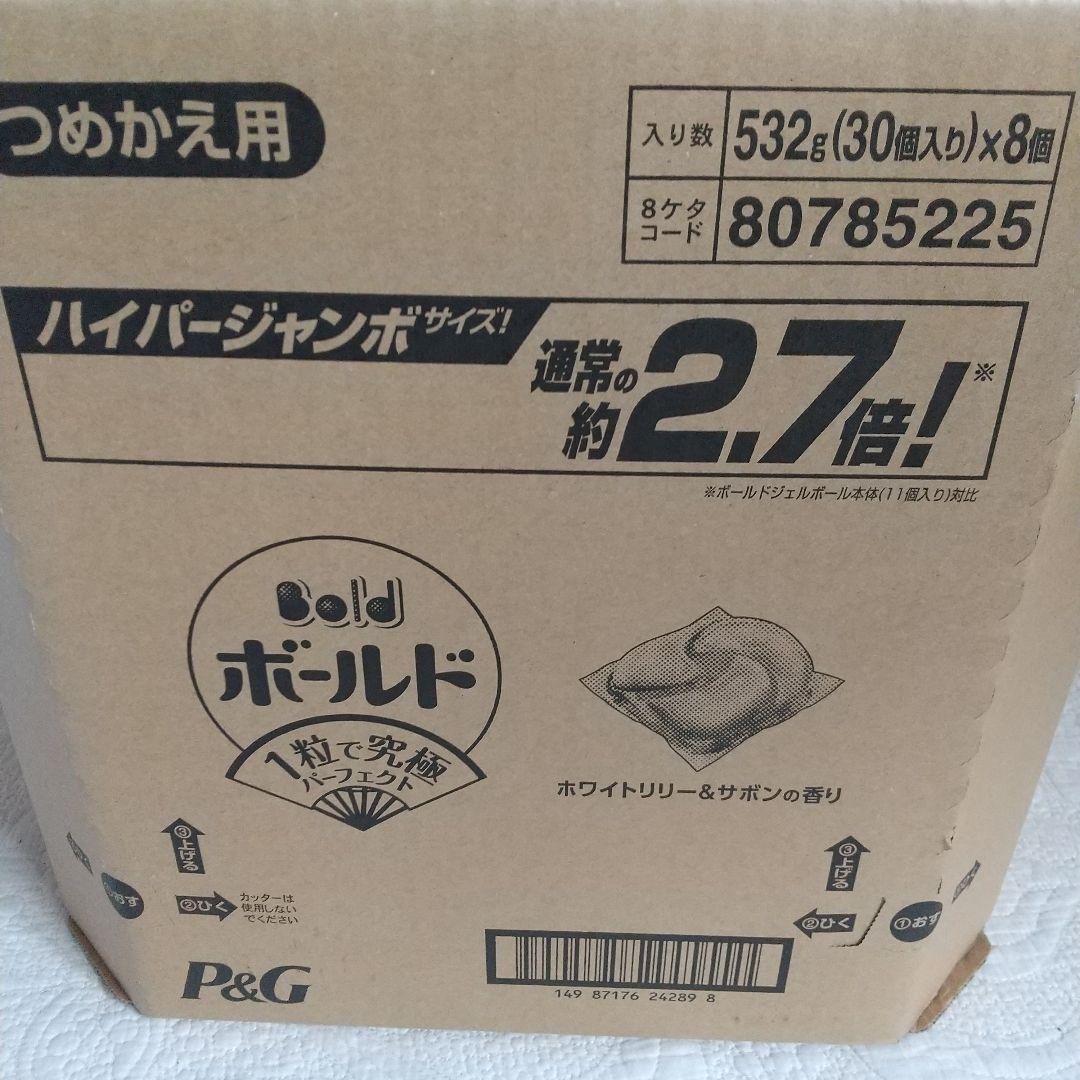 つめかえ用
入り数 532g(30個入り)×8個
8ケタコード 80785225
ハイパージャンボサイズ!
通常の約2.7倍!※
※ボールドジェルボール本体(11個入り)対比
Bold
ボールド
1粒で究極
パーフェクト
ホワイトリリー&サボンの香り
③上げる
②ひく
カッターは
使用しない
でください
おす
③上げる
②ひく
①おす
P&G
149 87176 24289 8